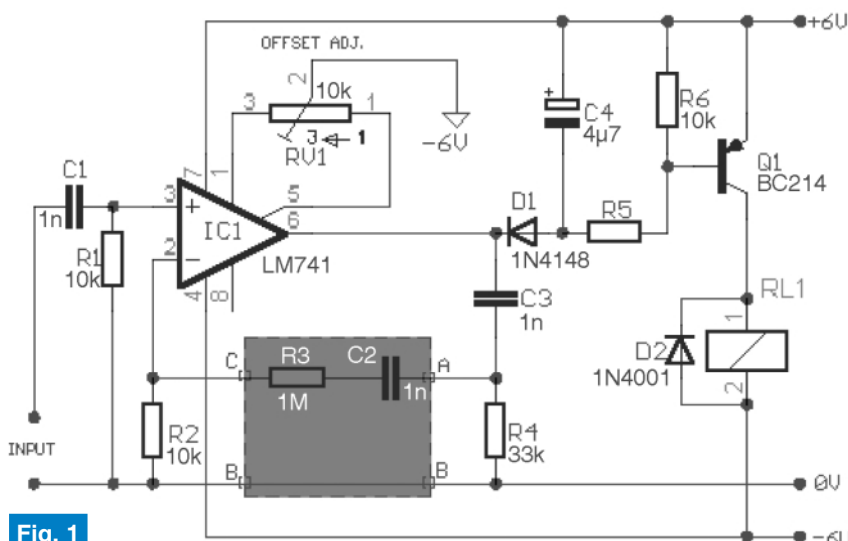 +6V
OFFSET ADJ.
2
3
10k
1
3
1
RV1
-6V
+
C4
4µ7
R6
10k
Q1
BC214
C1
1n
7
1
3
+
IC1
5
6
2
−
LM741
4
8
R1
10k
D1
1N4148
R5
C3
1n
RL1
1
2
D2
1N4001
C
R3
1M
C2
1n
A
R2
10k
R4
33k
INPUT
B
B
0V
-6V
Fig. 1